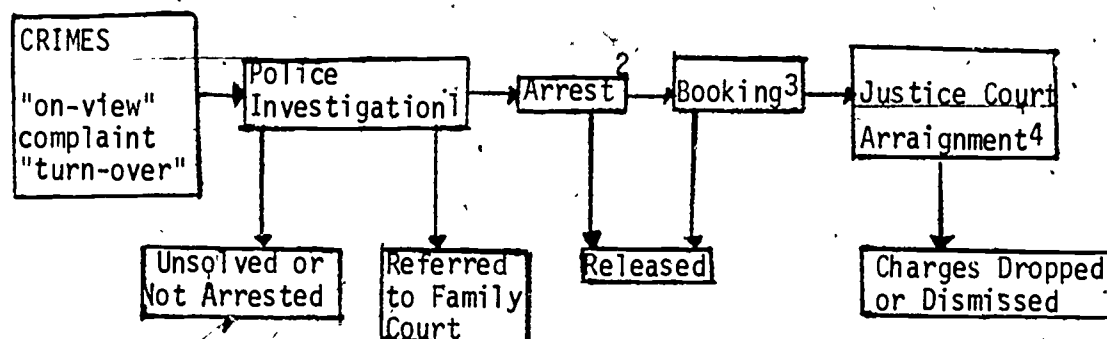 CRIMES
"on-view"
complaint
"turn-over"
Police
Investigation1
Arrest2
Booking3
Justice Court
Arraignment4
Unsolved or
Not Arrested
Referred
to Family
Court
Released
Charges Dropped
or Dismissed